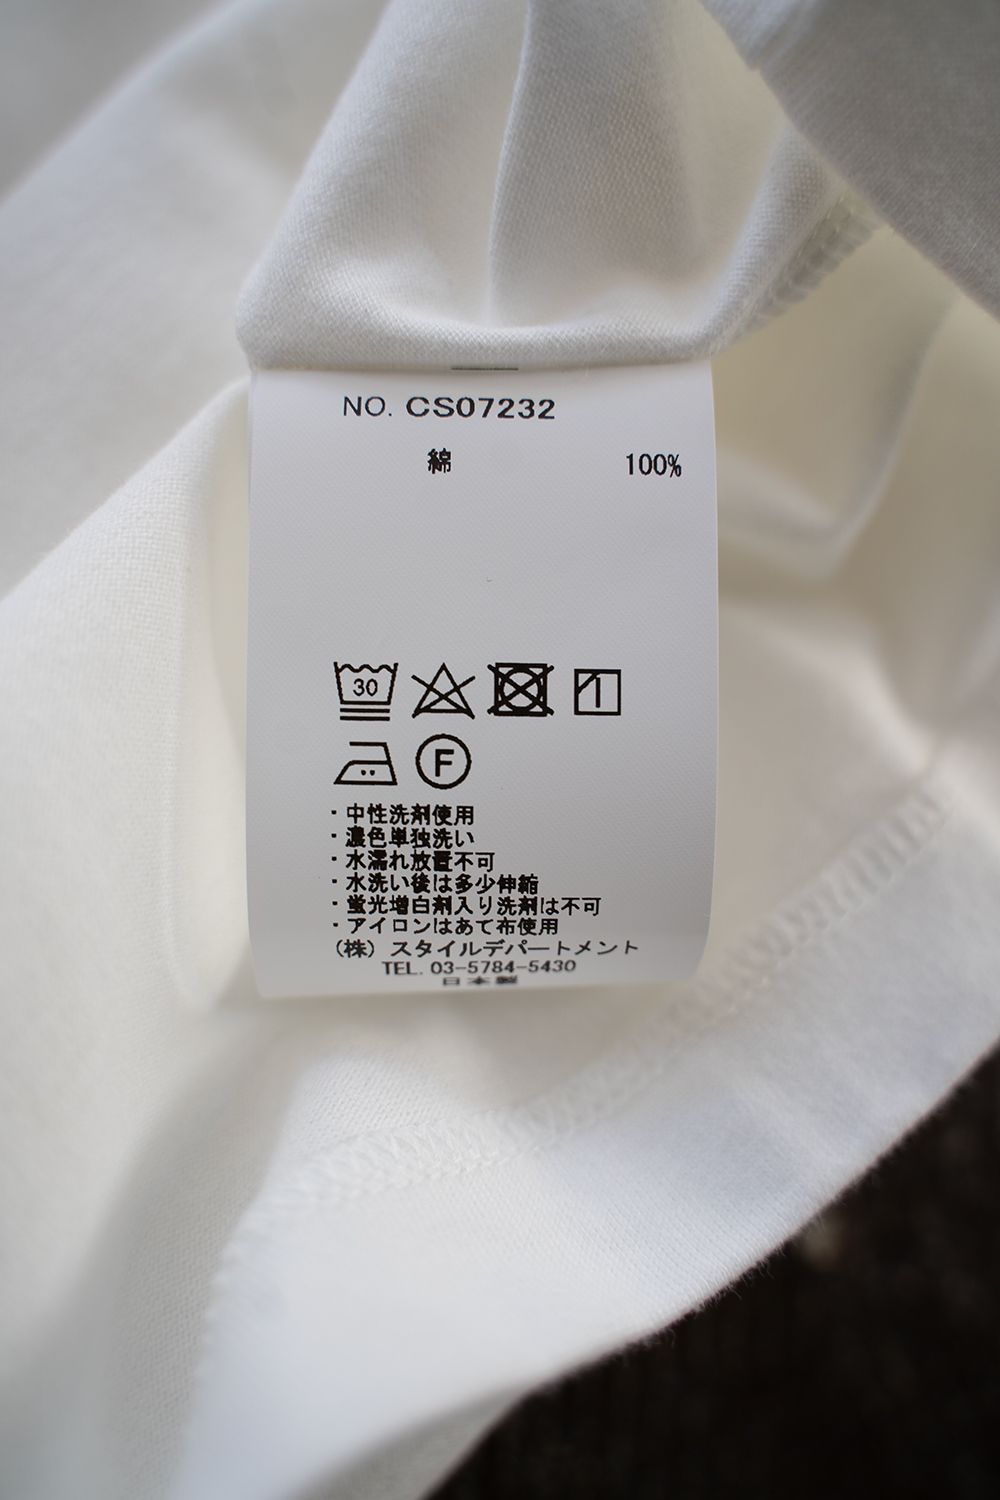 NO. CS07232
綿 100%
30
F
・中性洗剤使用
・濃色単独洗い
・水濡れ放置不可
・水洗い後は多少伸縮
・蛍光増白剤入り洗剤は不可
・アイロンはあて布使用
(株) スタイルデパートメント
TEL. 03-5784-5430
日本製